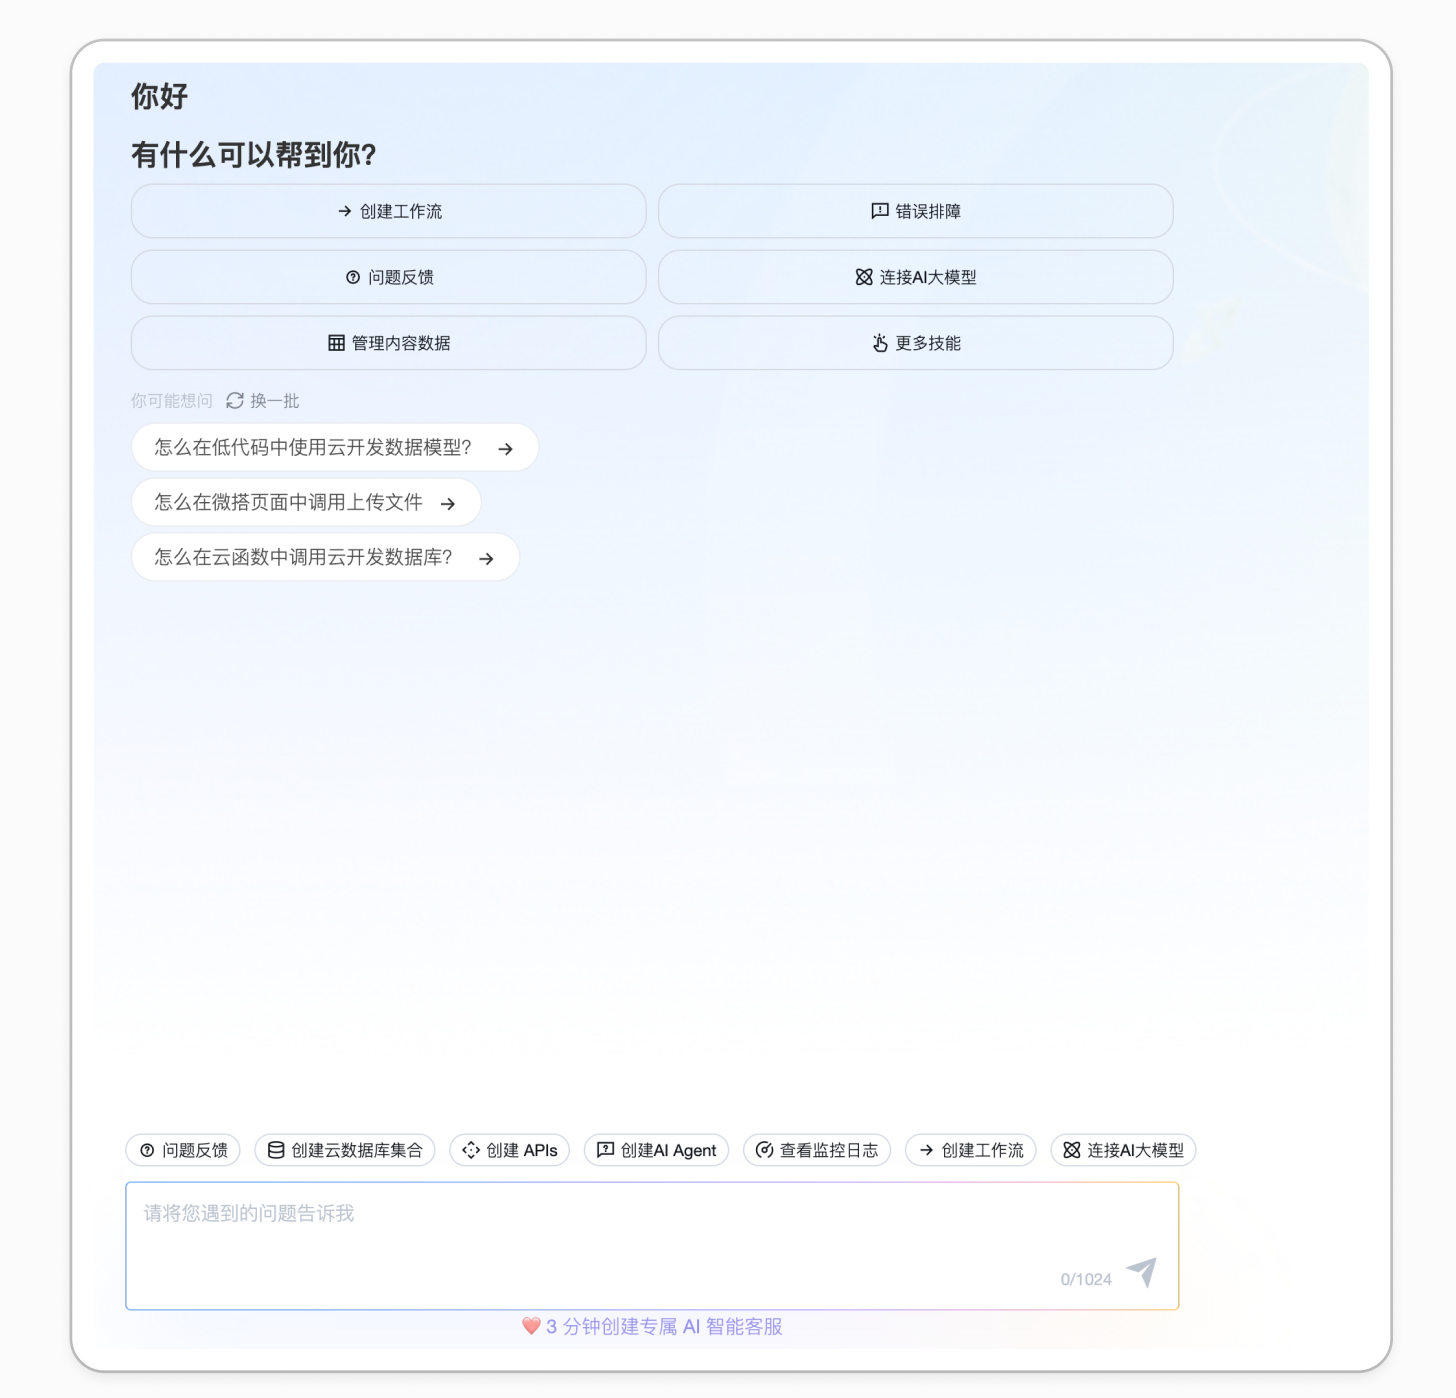 你好
有什么可以帮到你?
创建工作流
错误排障
问题反馈
连接AI大模型
管理内容数据
更多技能
你可能想问 换一批
怎么在低代码中使用云开发数据模型?
怎么在微搭页面中调用上传文件
怎么在云函数中调用云开发数据库?
问题反馈 创建云数据库集合 创建 APIs 创建AI Agent 查看监控日志 创建工作流 连接AI大模型
请将您遇到的问题告诉我
0/1024
3 分钟创建专属 AI 智能客服